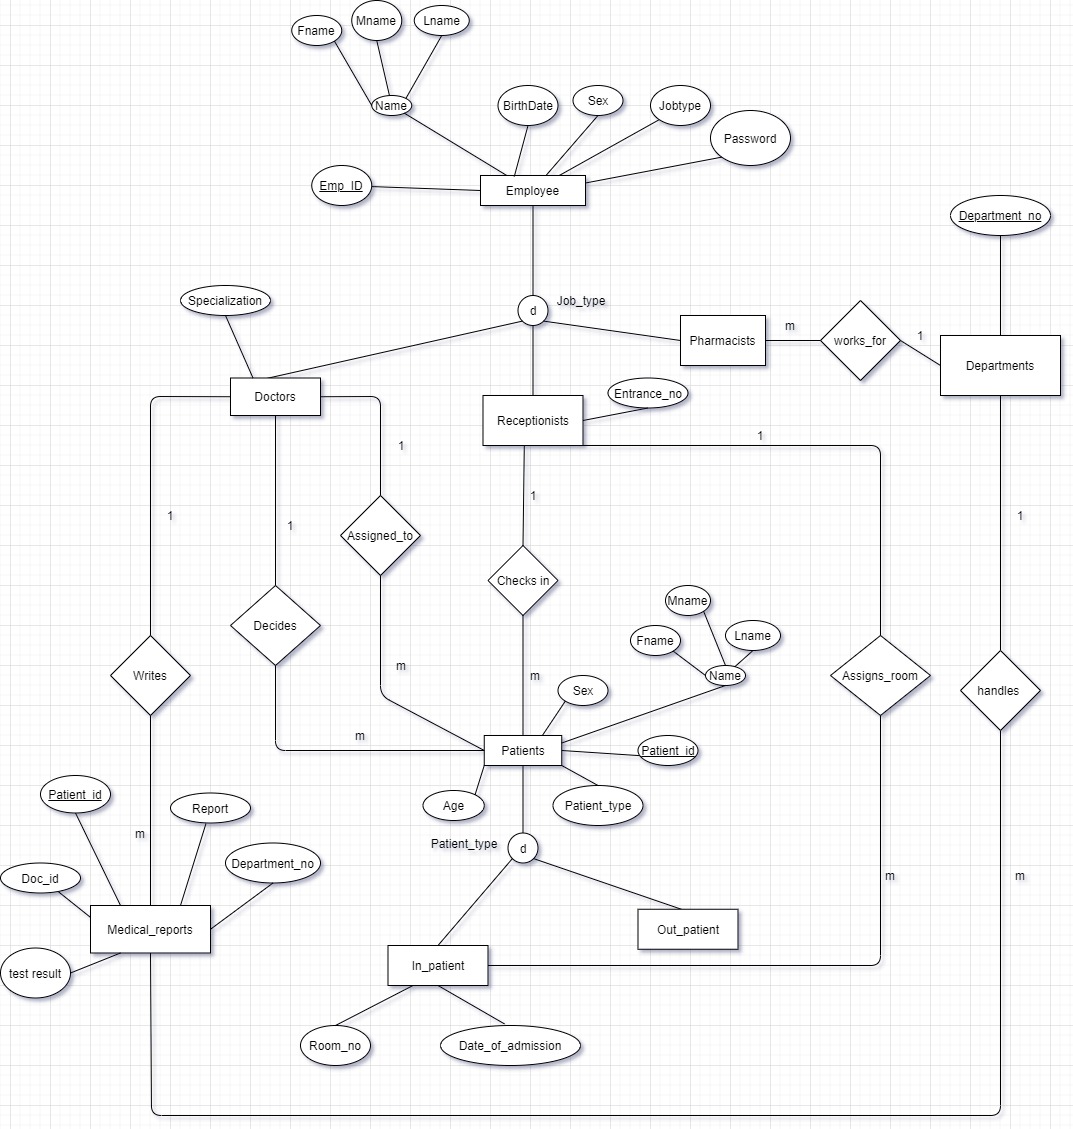 Fname
Mname
Lname
Name
BirthDate
Sex
Jobtype
Password
Emp_ID
Employee
Department_no
Specialization
d
Job_type
Pharmacists
m
works_for
1
Departments
Doctors
Receptionists
Entrance_no
1
1
1
1
1
1
Assigned_to
Checks in
Decides
Mname
Fname
Lname
Name
Writes
Assigns_room
handles
m
m
Sex
m
Patients
Patient_id
Age
Patient_type
Patient_id
Report
m
Patient_type
d
Department_no
Doc_id
m
m
Medical_reports
Out_patient
test result
In_patient
Room_no
Date_of_admission